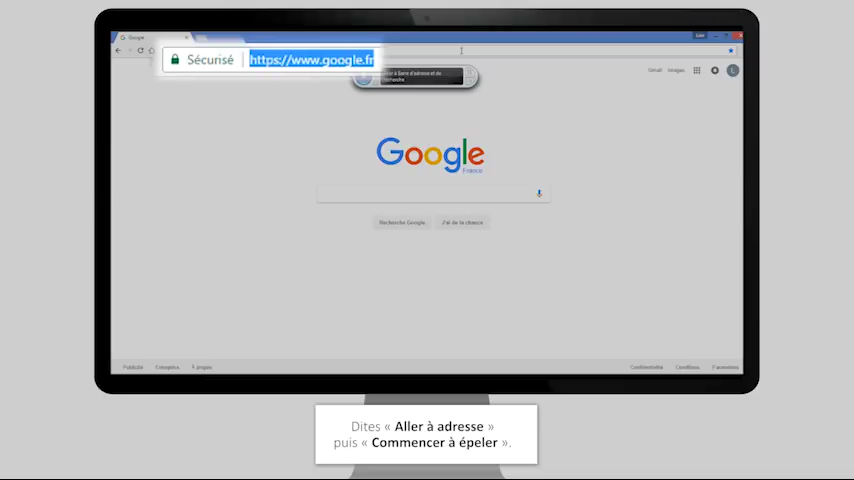 Google
Sécurisé
https://www.google.fr
Gmail Images
L
Google
France
Recherche Google J'ai de la chance
Publicité Entreprise À propos
Confidentialité Conditions Paramètres
Dites « Aller à adresse »
puis « Commencer à épeler ».